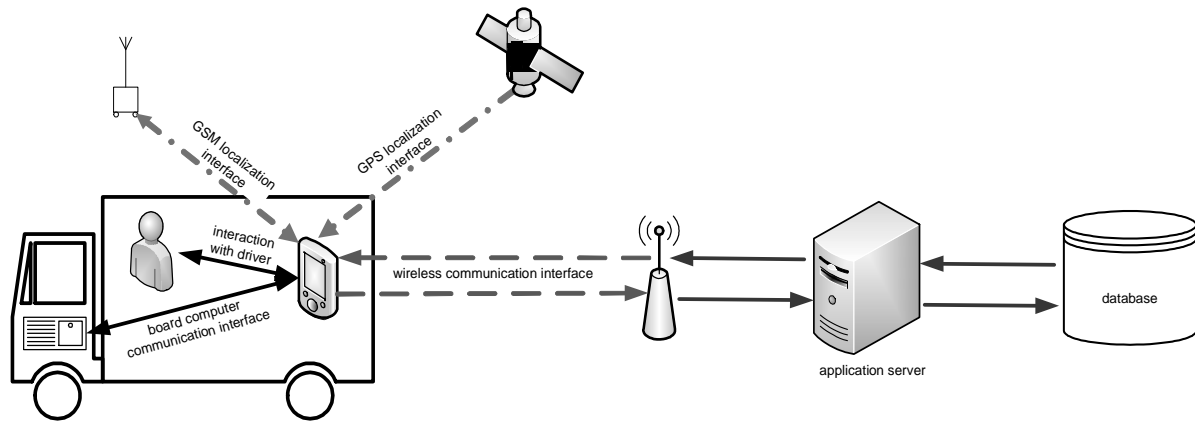 GSM localization
interface
GPS localization
interface
interaction
with driver
wireless communication interface
board computer
communication interface
application server
database